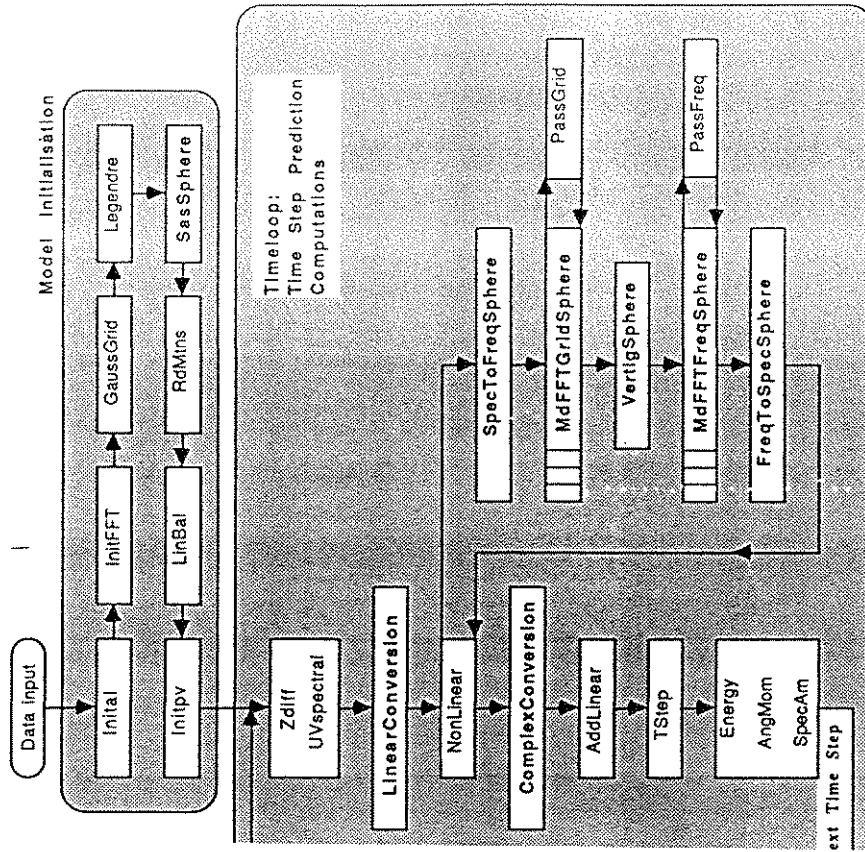 Data input
Model Initialisation
Inital
InitFFT
GaussGrid
Legendre
SasSphere
RdMtns
LinBal
Initpv
Timeloop:
Time Step Prediction
Computations
Zdiff
UVspectral
LinearConversion
NonLinear
ComplexConversion
AddLinear
TStep
Energy
AngMom
SpecAm
SpecToFreqSphere
MdFFTGridSphere
PassGrid
VertigSphere
MdFFTFreqSphere
PassFreq
FreqToSpecSphere
ext Time Step